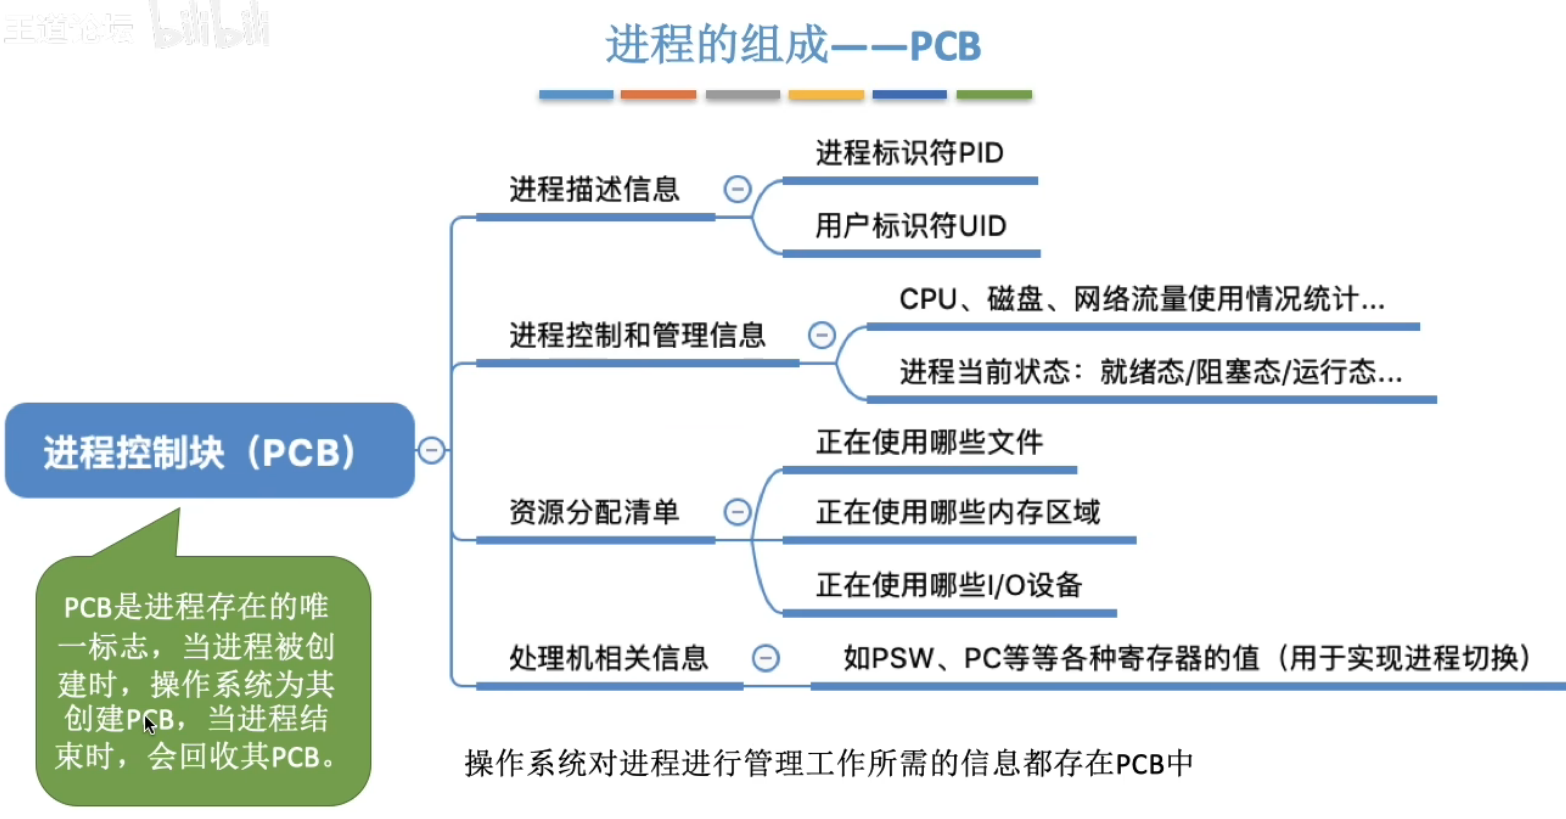 王道论坛 bilibili
进程的组成——PCB
进程标识符PID
进程描述信息
用户标识符UID
CPU、磁盘、网络流量使用情况统计...
进程控制和管理信息
进程当前状态：就绪态/阻塞态/运行态...
进程控制块（PCB）
正在使用哪些文件
资源分配清单
正在使用哪些内存区域
正在使用哪些I/O设备
处理机相关信息
如PSW、PC等等各种寄存器的值（用于实现进程切换）
PCB是进程存在的唯
一标志，当进程被创
建时，操作系统为其
创建PCB，当进程结
束时，会回收其PCB。
操作系统对进程进行管理工作所需的信息都存在PCB中